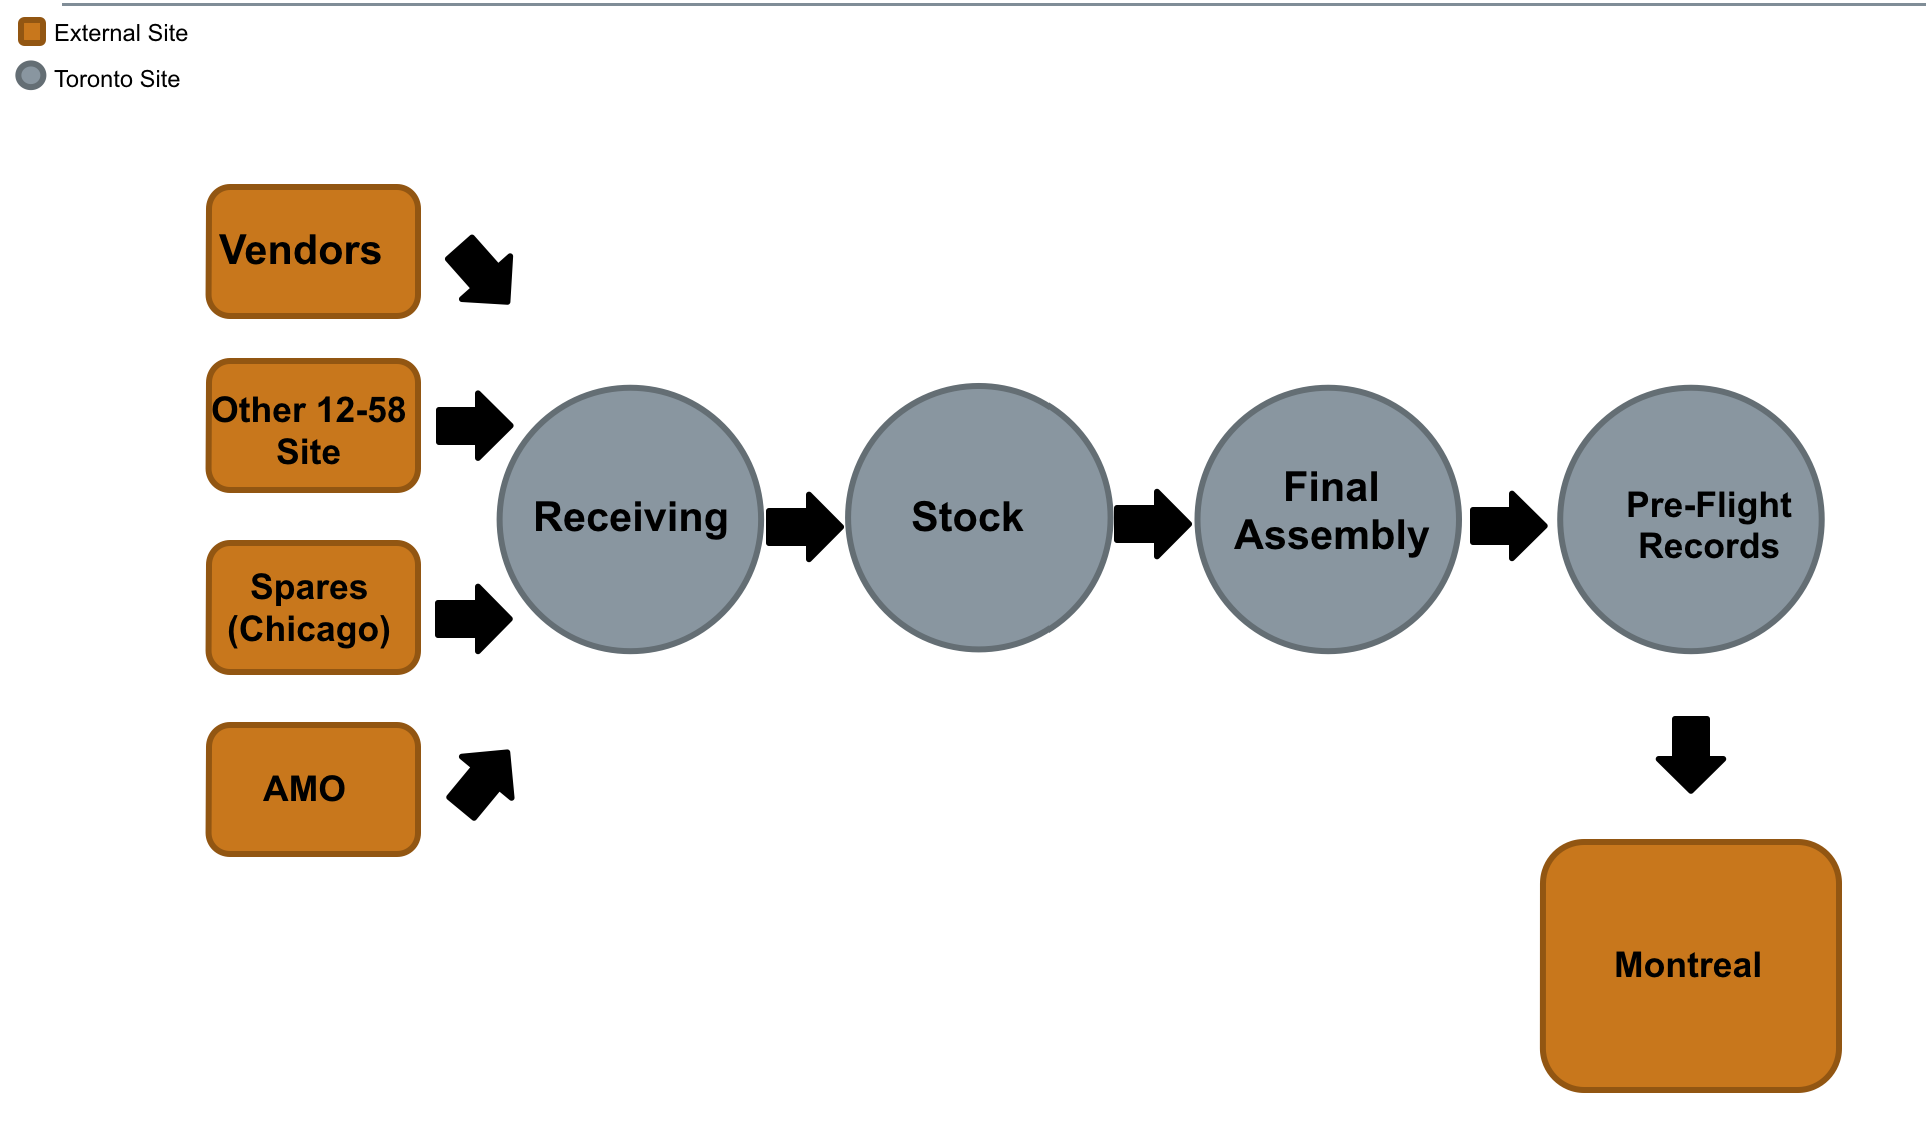 External Site
Toronto Site
Vendors
Other 12-58
Site
Spares
(Chicago)
AMO
Receiving
Stock
Final
Assembly
Pre-Flight
Records
Montreal